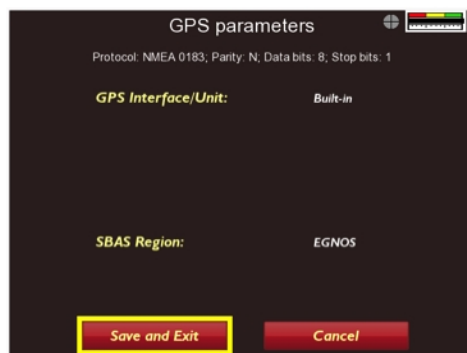 GPS parameters
Protocol: NMEA 0183; Parity: N; Data bits: 8; Stop bits: 1
GPS Interface/Unit: Built-in
SBAS Region: EGNOS
Save and Exit Cancel